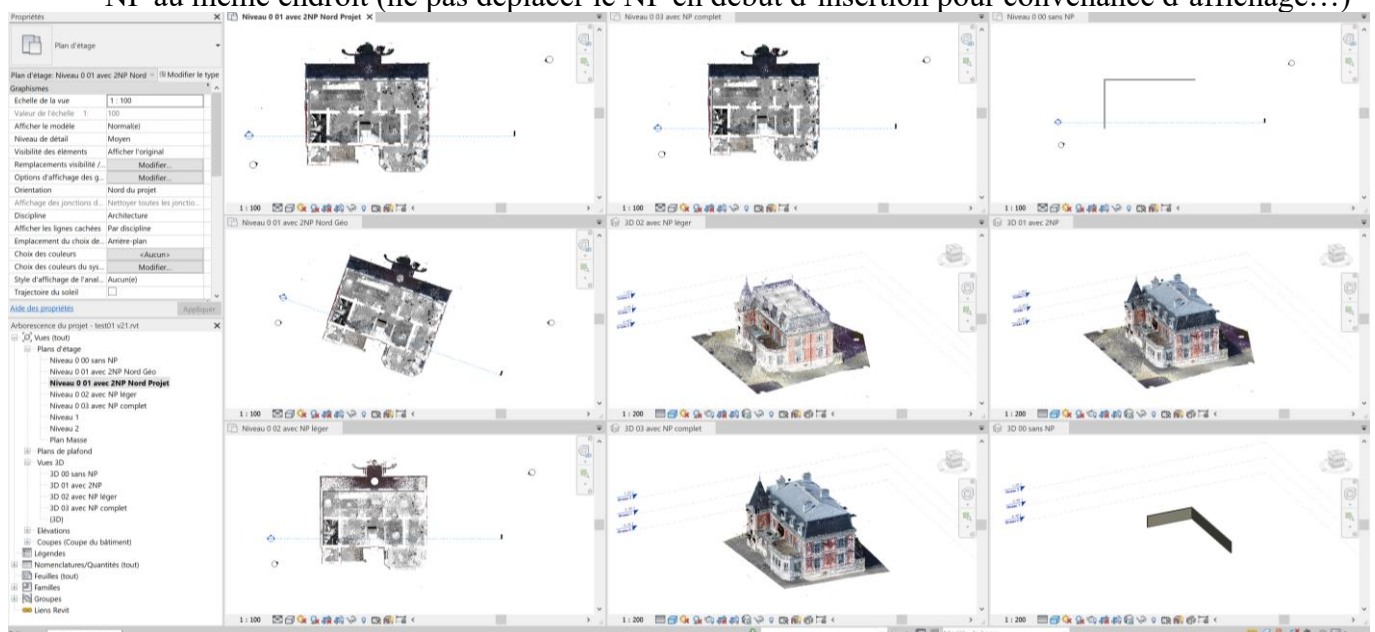 NP au même endroit (ne pas déplacer le NP en début d'insertion pour convenance d'affichage…)
Propriétés
Plan d'étage
Plan d'étage: Niveau 0 01 avec 2NP Nord
Modifier le type
Graphismes
Echelle de la vue 1 : 100
Valeur de l'échelle 1: 100
Afficher le modèle Normal(e)
Niveau de détail Moyen
Visibilité des éléments Afficher l'original
Remplacements visibilité /... Modifier...
Options d'affichage des g... Modifier...
Orientation Nord du projet
Affichage des jonctions d... Nettoyer toutes les jonctio...
Discipline Architecture
Afficher les lignes cachées Par discipline
Emplacement du choix de... Arrière-plan
Choix des couleurs <Aucun>
Choix des couleurs du sys... Modifier...
Style d'affichage de l'anal... Aucun(e)
Trajectoire du soleil
Aide des propriétés Appliquer
Arborescence du projet - test01 v21.rvt
Vues (tout)
Plans d'étage
Niveau 0 00 sans NP
Niveau 0 01 avec 2NP Nord Géo
Niveau 0 01 avec 2NP Nord Projet
Niveau 0 02 avec NP léger
Niveau 0 03 avec NP complet
Niveau 1
Niveau 2
Plan Masse
Plans de plafond
Vues 3D
3D 00 sans NP
3D 01 avec 2NP
3D 02 avec NP léger
3D 03 avec NP complet
(3D)
Elévations
Coupes (Coupe du bâtiment)
Légendes
Nomenclatures/Quantités (tout)
Feuilles (tout)
Familles
Groupes
Liens Revit
Niveau 0 01 avec 2NP Nord Projet
Niveau 0 03 avec NP complet
Niveau 0 00 sans NP
1 : 100
1 : 100
1 : 100
Niveau 0 01 avec 2NP Nord Géo
3D 02 avec NP léger
3D 01 avec 2NP
1 : 100
1 : 200
1 : 200
Niveau 0 02 avec NP léger
3D 03 avec NP complet
3D 00 sans NP
1 : 100
1 : 200
1 : 200